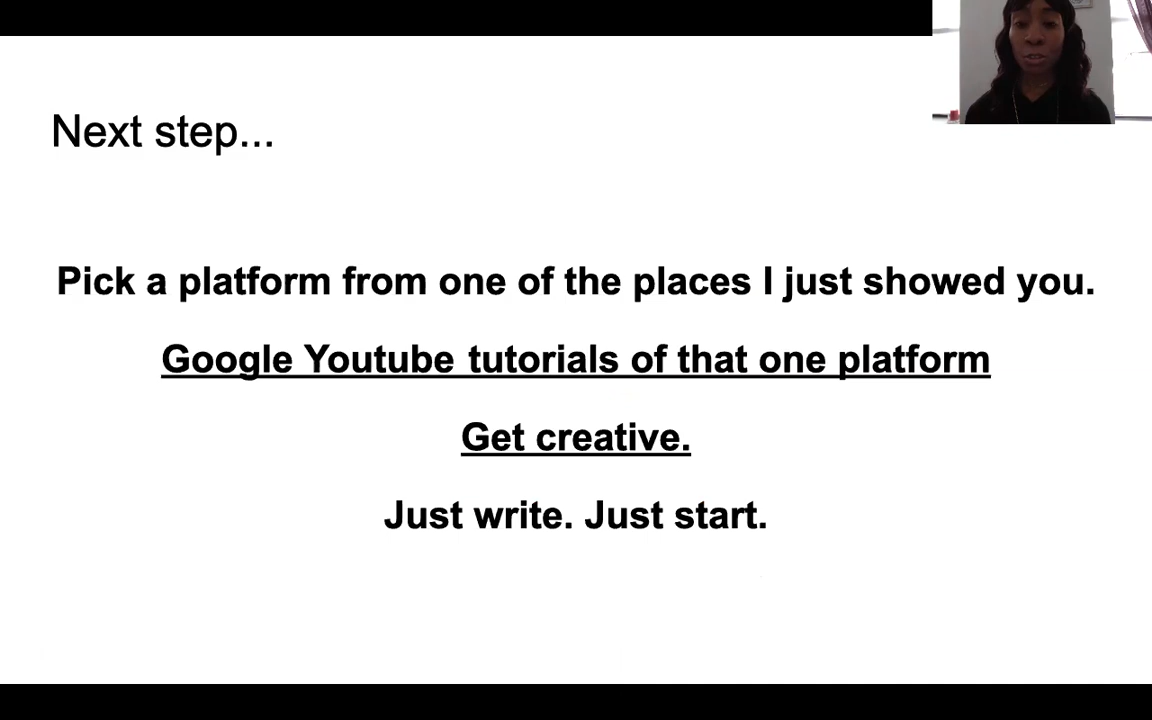 Next step...
Pick a platform from one of the places I just showed you.
Google Youtube tutorials of that one platform
Get creative.
Just write. Just start.